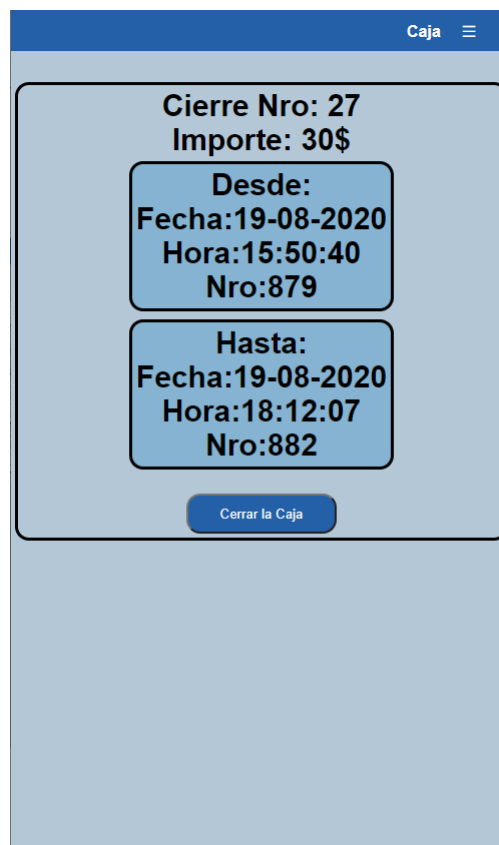 Caja
Cierre Nro: 27
Importe: 30$
Desde:
Fecha:19-08-2020
Hora:15:50:40
Nro:879
Hasta:
Fecha:19-08-2020
Hora:18:12:07
Nro:882
Cerrar la Caja